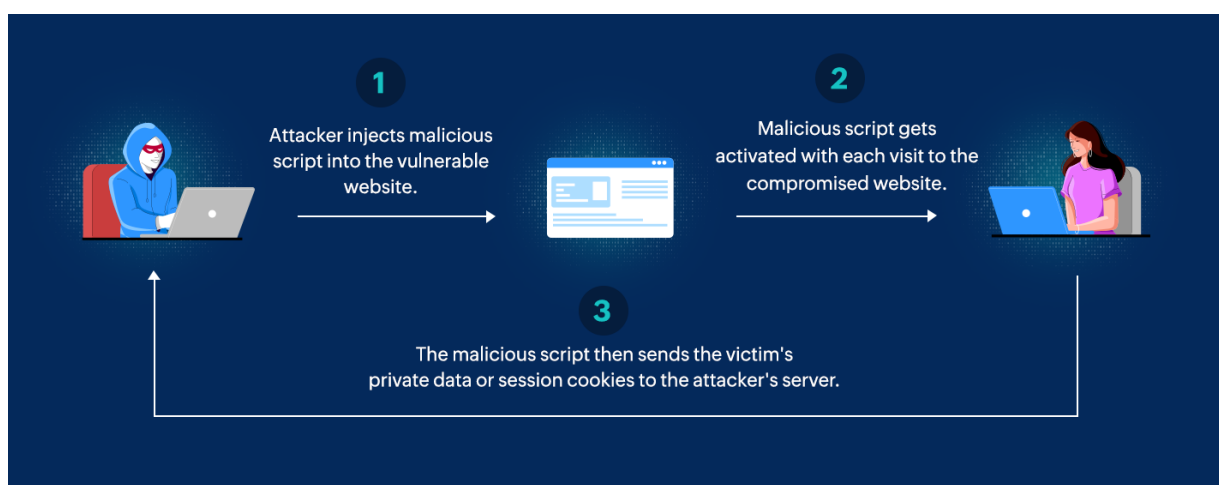 1
Attacker injects malicious
script into the vulnerable
website.
2
Malicious script gets
activated with each visit to the
compromised website.
3
The malicious script then sends the victim's
private data or session cookies to the attacker's server.